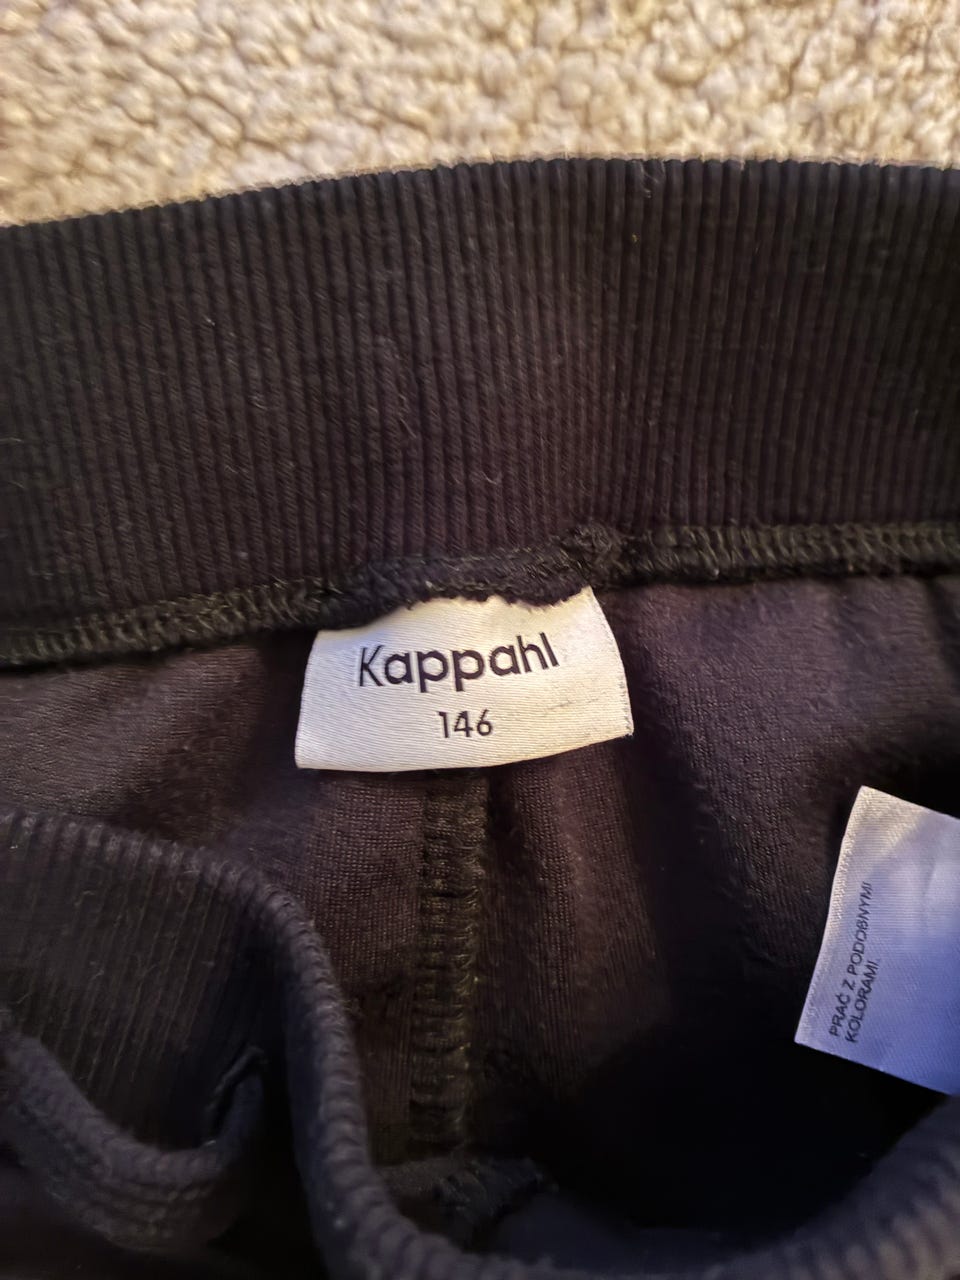 Kappahl
146
PRAĆ Z PODOBNYMI
KOLORAMI.